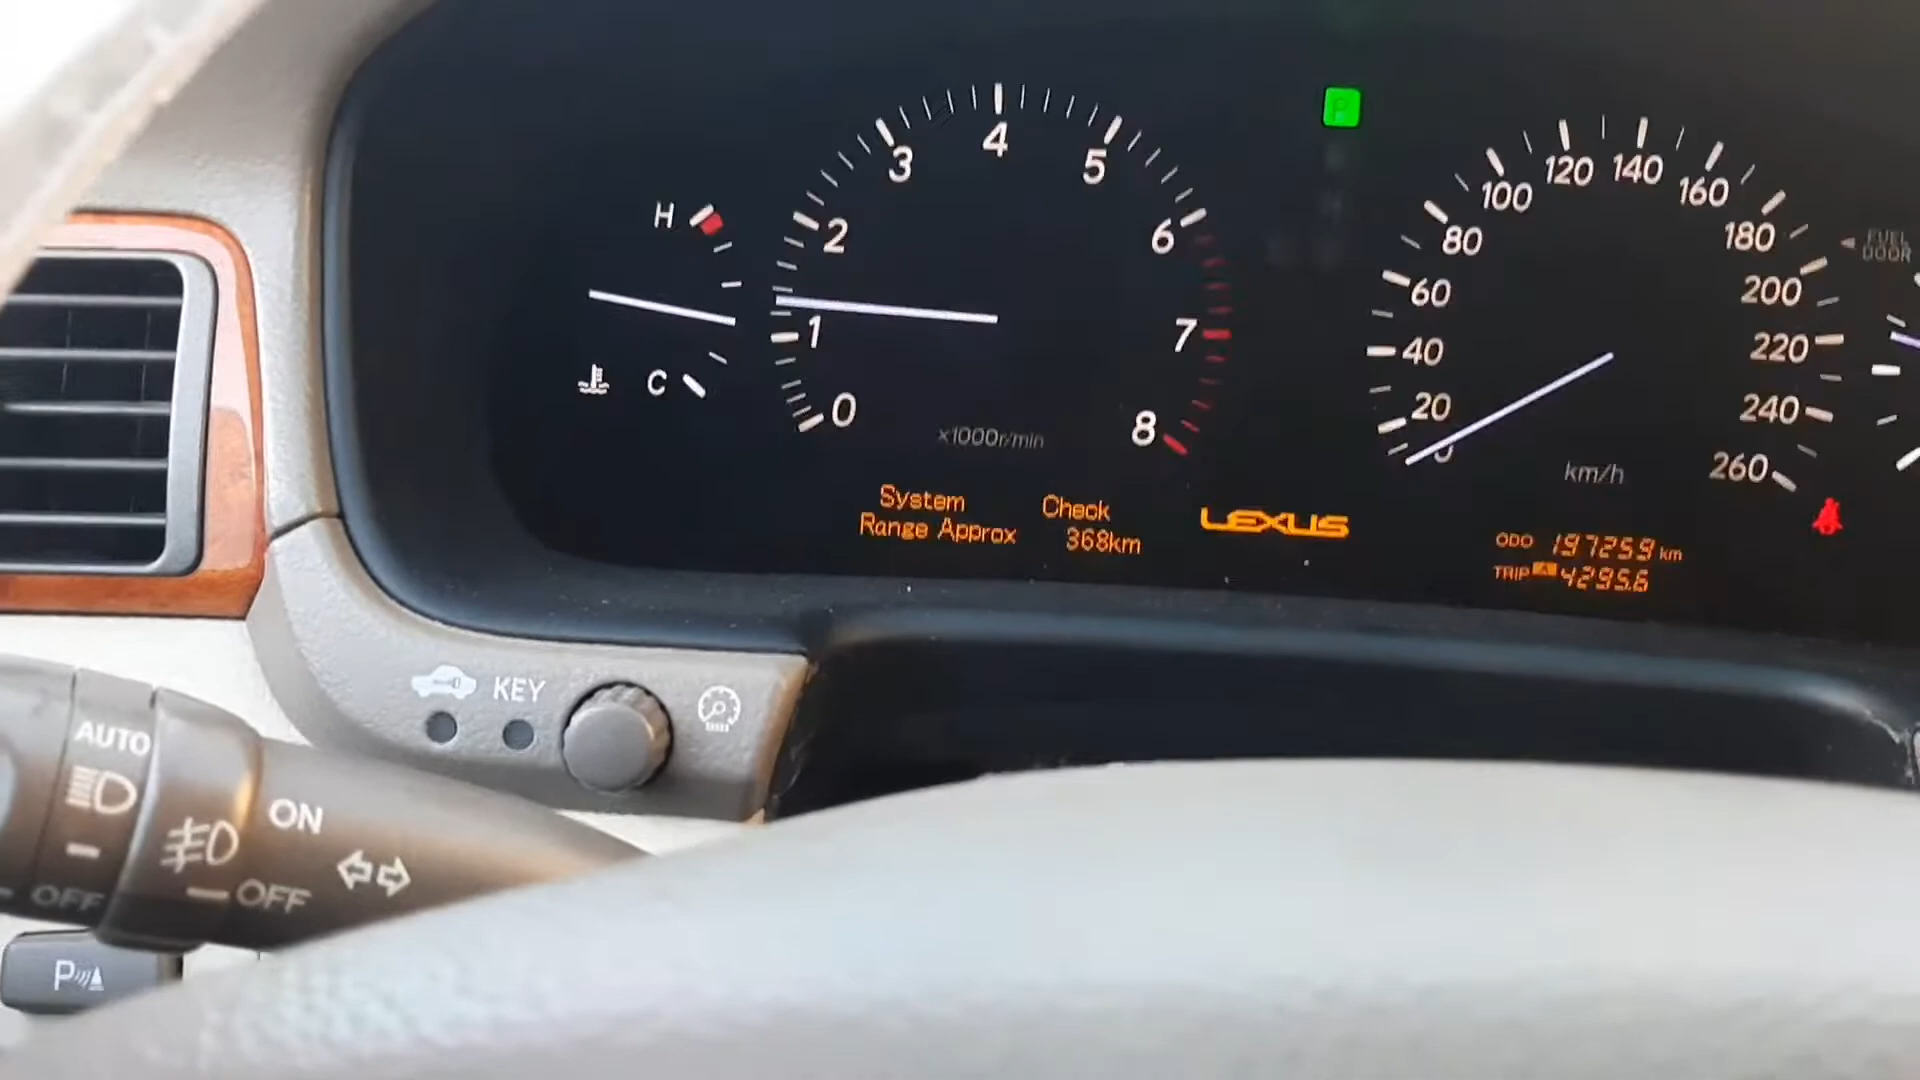 H
C
0
1
2
3
4
5
6
7
8
x1000r/min
P
20
40
60
80
100
120
140
160
180
200
220
240
260
km/h
FUEL
DOOR
System Check
Range Approx 368km
LEXUS
ODO 197259 km
TRIP A 4295.6
KEY
AUTO
OFF
ON
OFF
P